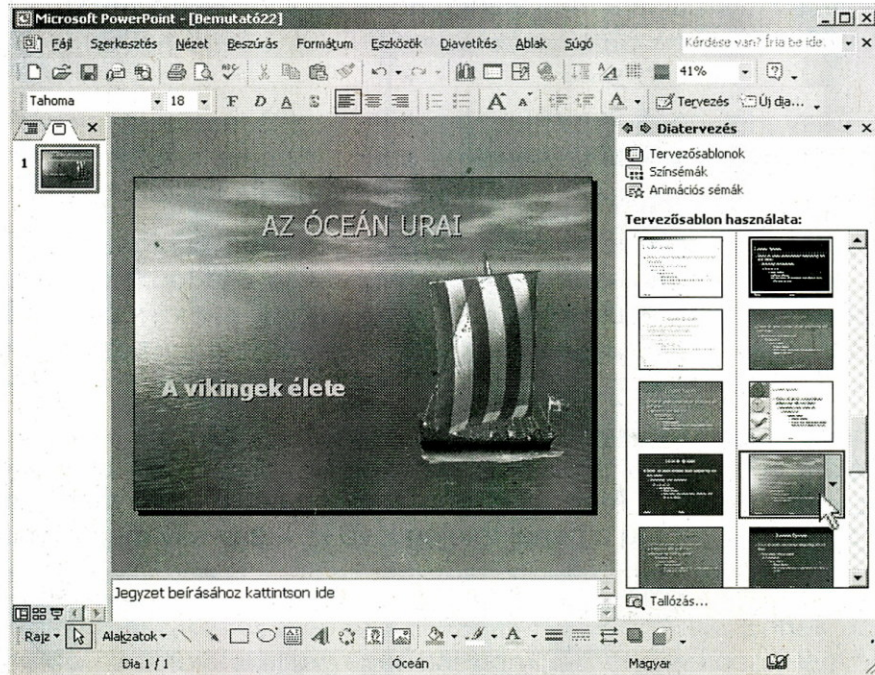 Microsoft PowerPoint - [Bemutató22]
Fájl Szerkesztés Nézet Beszúrás Formátum Eszközök Diavetítés Ablak Súgó Kérdése van? Írja be ide.
41%
Tahoma 18 F D A S A A A Tervezés Új dia...
Diatervezés
1
Tervezősablonok
Színsémák
Animációs sémák
Tervezősablon használata:
AZ ÓCEÁN URAI
A vikingek élete
Jegyzet beírásához kattintson ide
Tallózás...
Rajz Alakzatok
Dia 1 / 1 Óceán Magyar